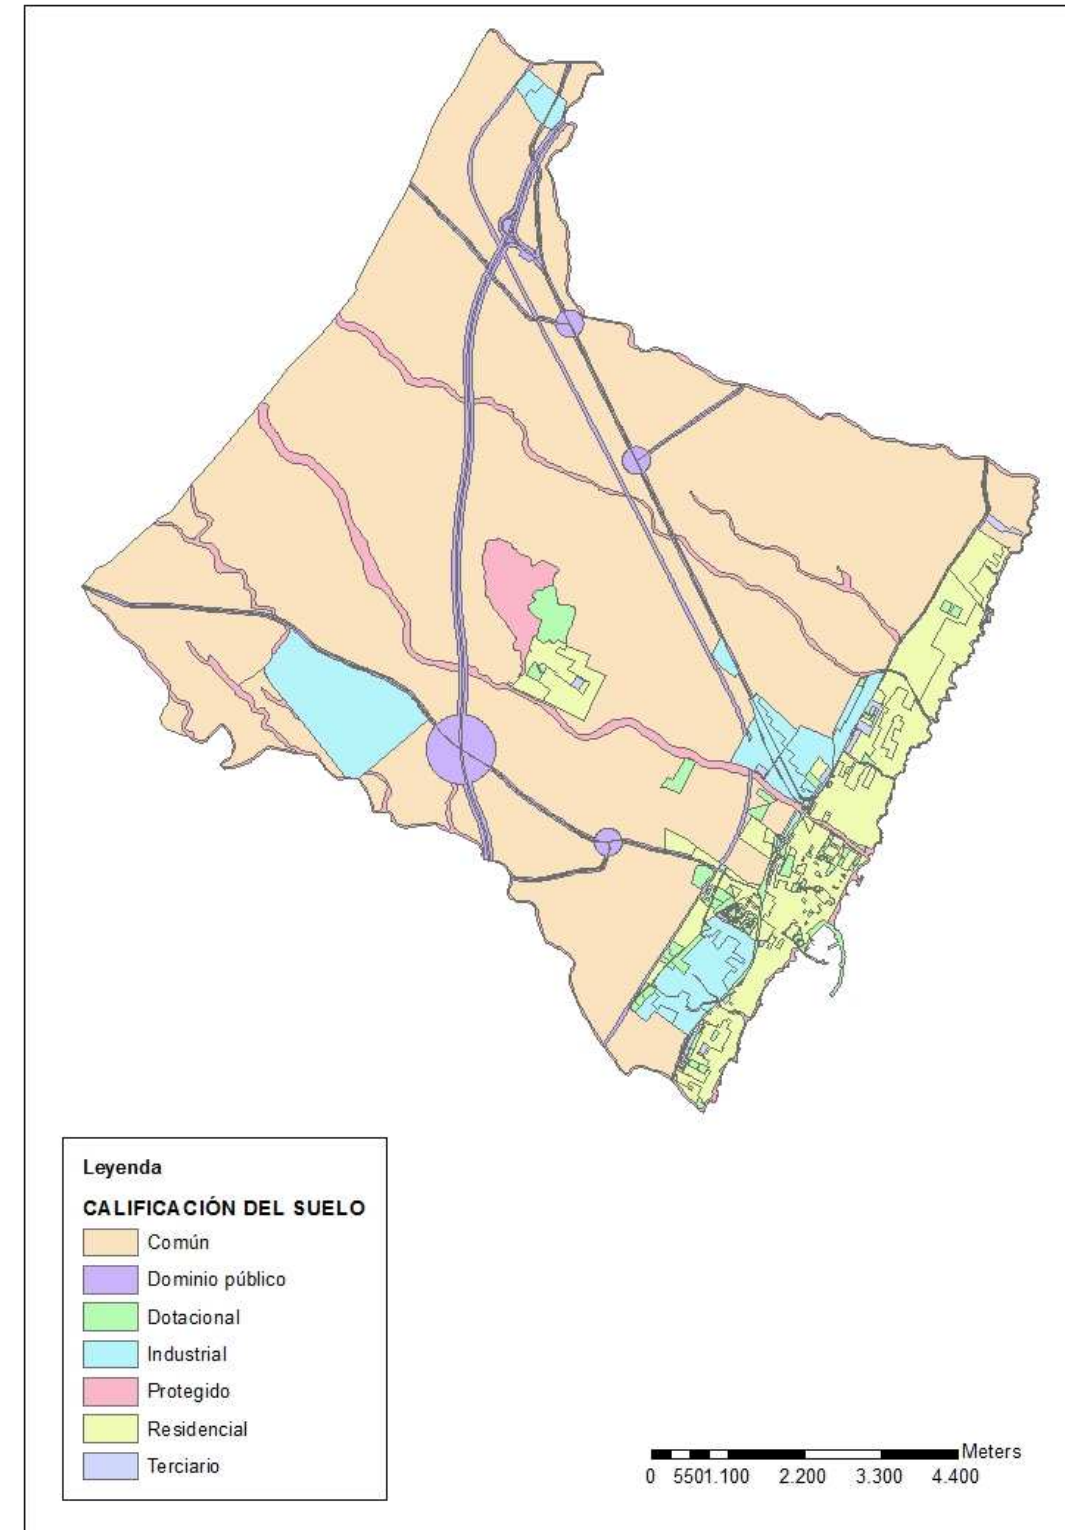 Leyenda
CALIFICACIÓN DEL SUELO
Común
Dominio público
Dotacional
Industrial
Protegido
Residencial
Terciario
Meters
0 5501.100 2.200 3.300 4.400